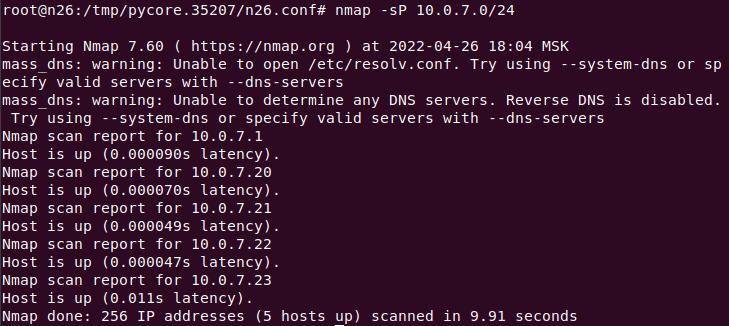 root@n26:/tmp/pycore.35207/n26.conf# nmap -sP 10.0.7.0/24
Starting Nmap 7.60 ( https://nmap.org ) at 2022-04-26 18:04 MSK
mass_dns: warning: Unable to open /etc/resolv.conf. Try using --system-dns or sp
ecify valid servers with --dns-servers
mass_dns: warning: Unable to determine any DNS servers. Reverse DNS is disabled.
 Try using --system-dns or specify valid servers with --dns-servers
Nmap scan report for 10.0.7.1
Host is up (0.000090s latency).
Nmap scan report for 10.0.7.20
Host is up (0.000070s latency).
Nmap scan report for 10.0.7.21
Host is up (0.000049s latency).
Nmap scan report for 10.0.7.22
Host is up (0.000047s latency).
Nmap scan report for 10.0.7.23
Host is up (0.011s latency).
Nmap done: 256 IP addresses (5 hosts up) scanned in 9.91 seconds